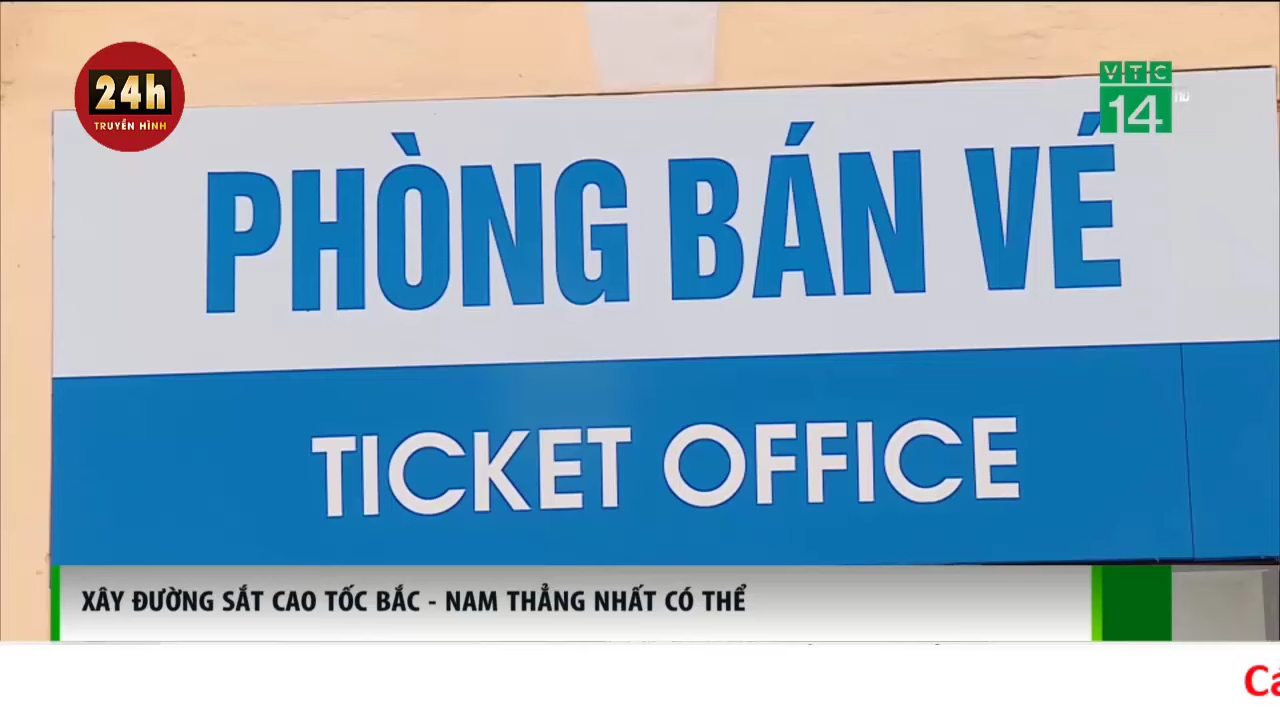 24h
TRUYỀN HÌNH
VTC
14
HD
PHÒNG BÁN VÉ
TICKET OFFICE
XÂY ĐƯỜNG SẮT CAO TỐC BẮC - NAM THẲNG NHẤT CÓ THỂ